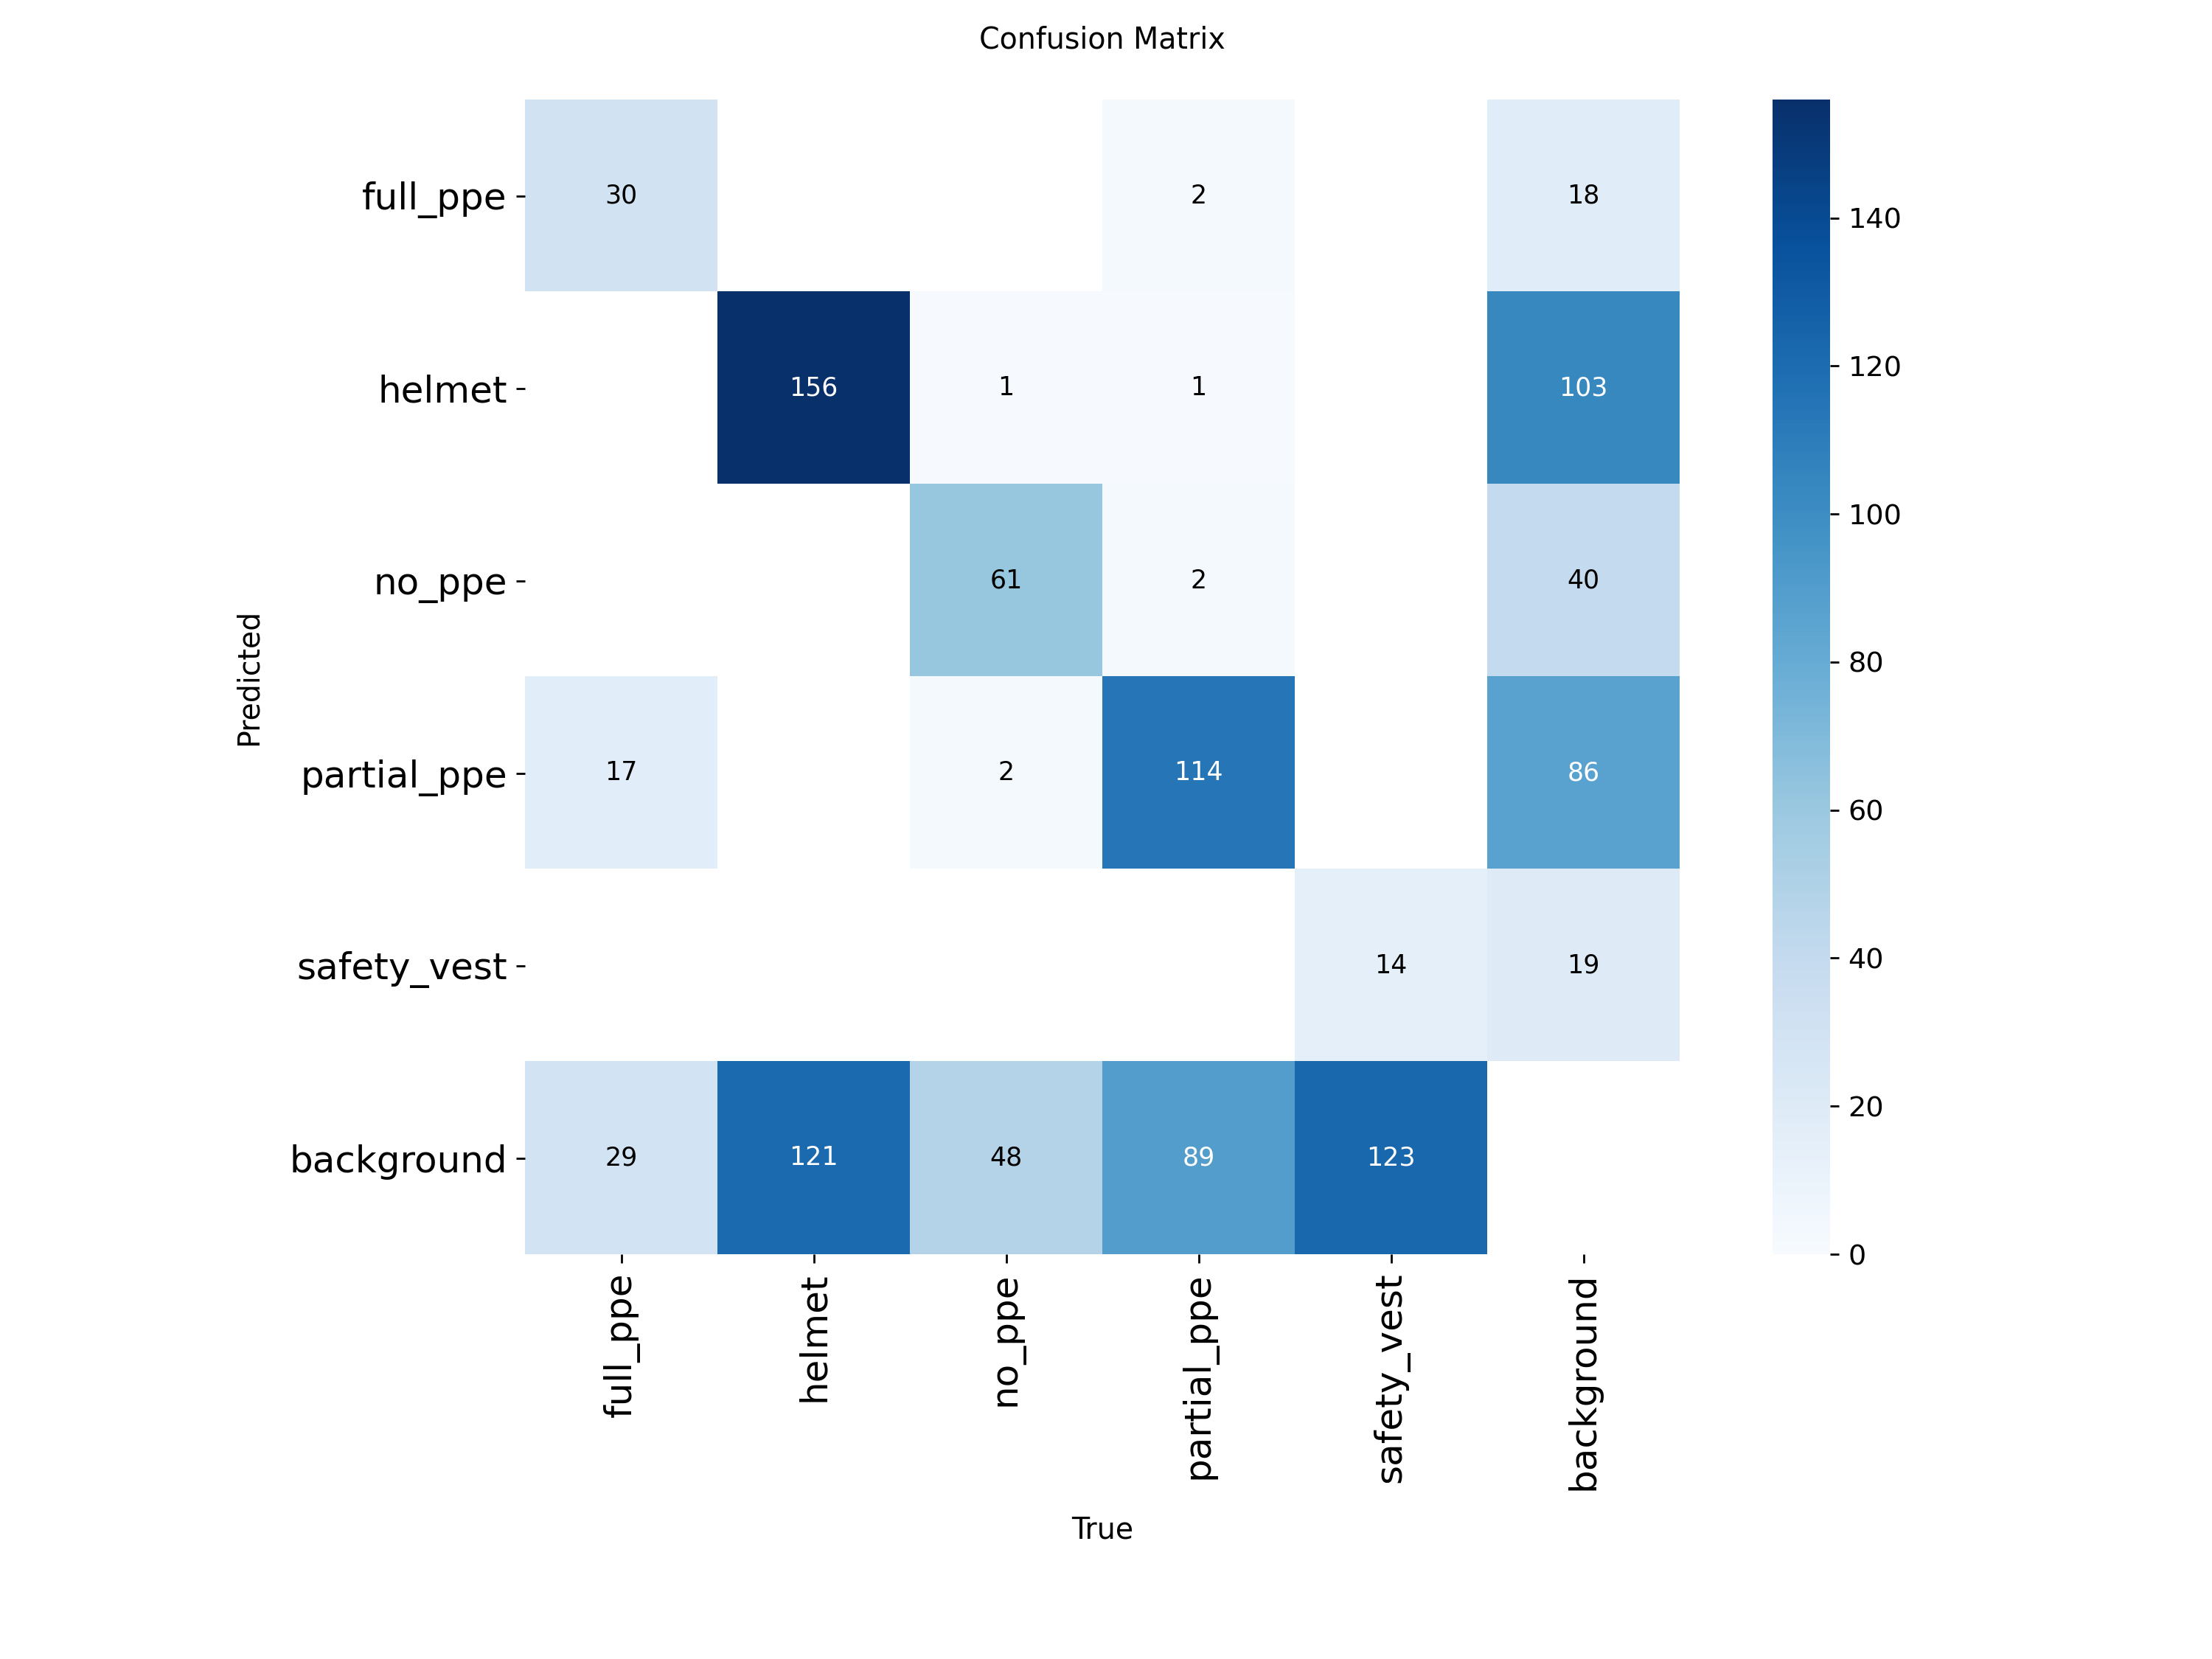 Confusion Matrix
full_ppe 30 2 18
helmet 156 1 1 103
no_ppe 61 2 40
partial_ppe 17 2 114 86
safety_vest 14 19
background 29 121 48 89 123
Predicted
full_ppe helmet no_ppe partial_ppe safety_vest background
True
140
120
100
80
60
40
20
0